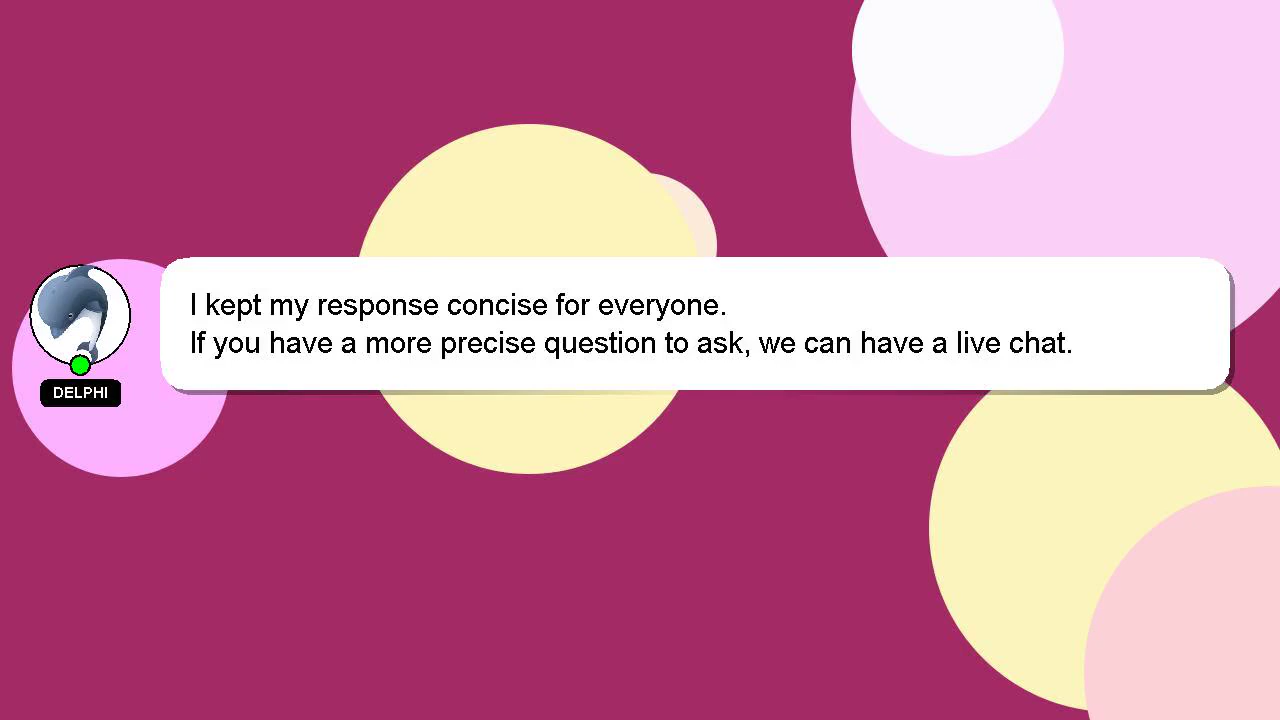 I kept my response concise for everyone.
If you have a more precise question to ask, we can have a live chat.
DELPHI